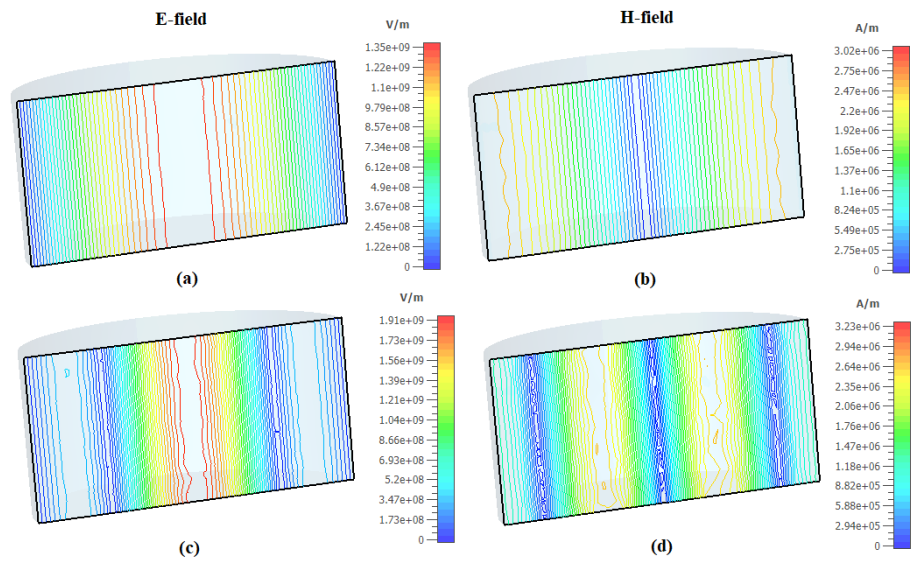 E-field
H-field
V/m
1.35e+09
1.22e+09
1.1e+09
9.79e+08
8.57e+08
7.34e+08
6.12e+08
4.9e+08
3.67e+08
2.45e+08
1.22e+08
0
(a)
A/m
3.02e+06
2.75e+06
2.47e+06
2.2e+06
1.92e+06
1.65e+06
1.37e+06
1.1e+06
8.24e+05
5.49e+05
2.75e+05
0
(b)
V/m
1.91e+09
1.73e+09
1.56e+09
1.39e+09
1.21e+09
1.04e+09
8.66e+08
6.93e+08
5.2e+08
3.47e+08
1.73e+08
0
(c)
A/m
3.23e+06
2.94e+06
2.64e+06
2.35e+06
2.06e+06
1.76e+06
1.47e+06
1.18e+06
8.82e+05
5.88e+05
2.94e+05
0
(d)